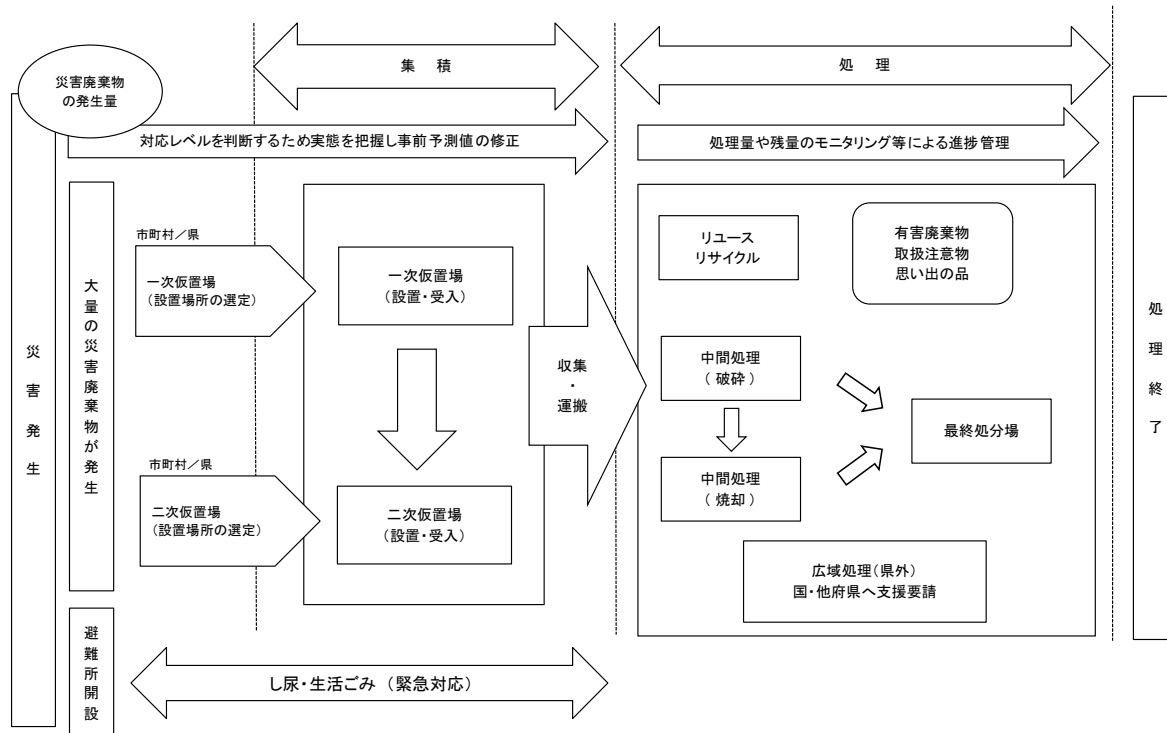 集　積
処　理
災害廃棄物
の発生量
対応レベルを判断するため実態を把握し事前予測値の修正
処理量や残量のモニタリング等による進捗管理
災害発生
大量の災害廃棄物が発生
市町村／県
一次仮置場
（設置場所の選定）
一次仮置場
（設置・受入）
市町村／県
二次仮置場
（設置場所の選定）
二次仮置場
（設置・受入）
収集
・
運搬
リユース
リサイクル
有害廃棄物
取扱注意物
思い出の品
中間処理
（ 破砕 ）
中間処理
（ 焼却 ）
最終処分場
広域処理（県外）
国・他府県へ支援要請
処理終了
避難所開設
し尿・生活ごみ （緊急対応）